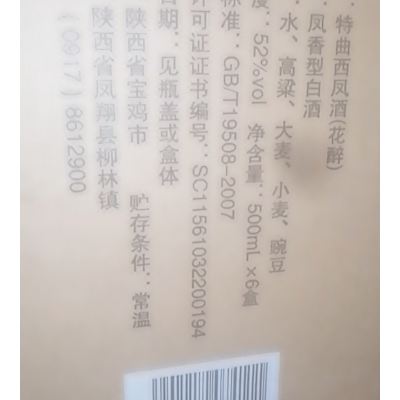 ：特曲西凤酒(花醉)
：凤香型白酒
：水、高粱、大麦、小麦、豌豆
度：52%vol 净含量：500mL×6盒
标准：GB/T19508-2007
许可证证书编号：SC11561032200194
日期：见瓶盖或盒体
陕西省宝鸡市 贮存条件：常温
陕西省凤翔县柳林镇
(0917)8612900